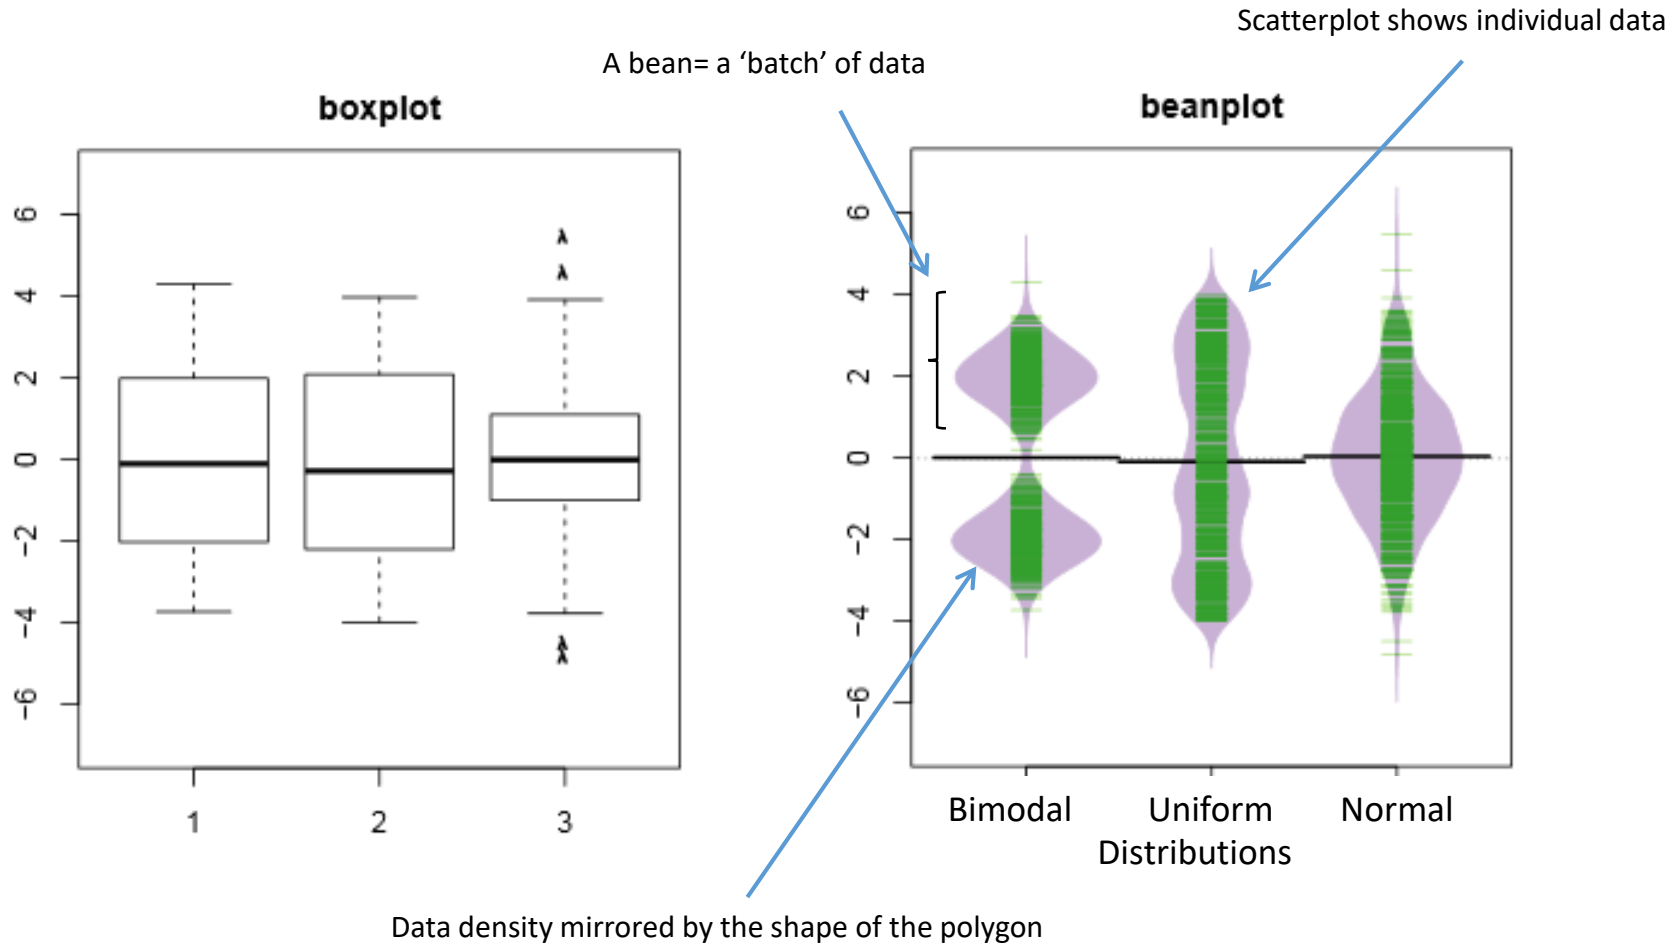 Scatterplot shows individual data
A bean= a ‘batch’ of data
boxplot
6
4
2
0
−2
−4
−6
1 2 3
beanplot
6
4
2
0
−2
−4
−6
Bimodal Uniform Normal
Distributions
Data density mirrored by the shape of the polygon